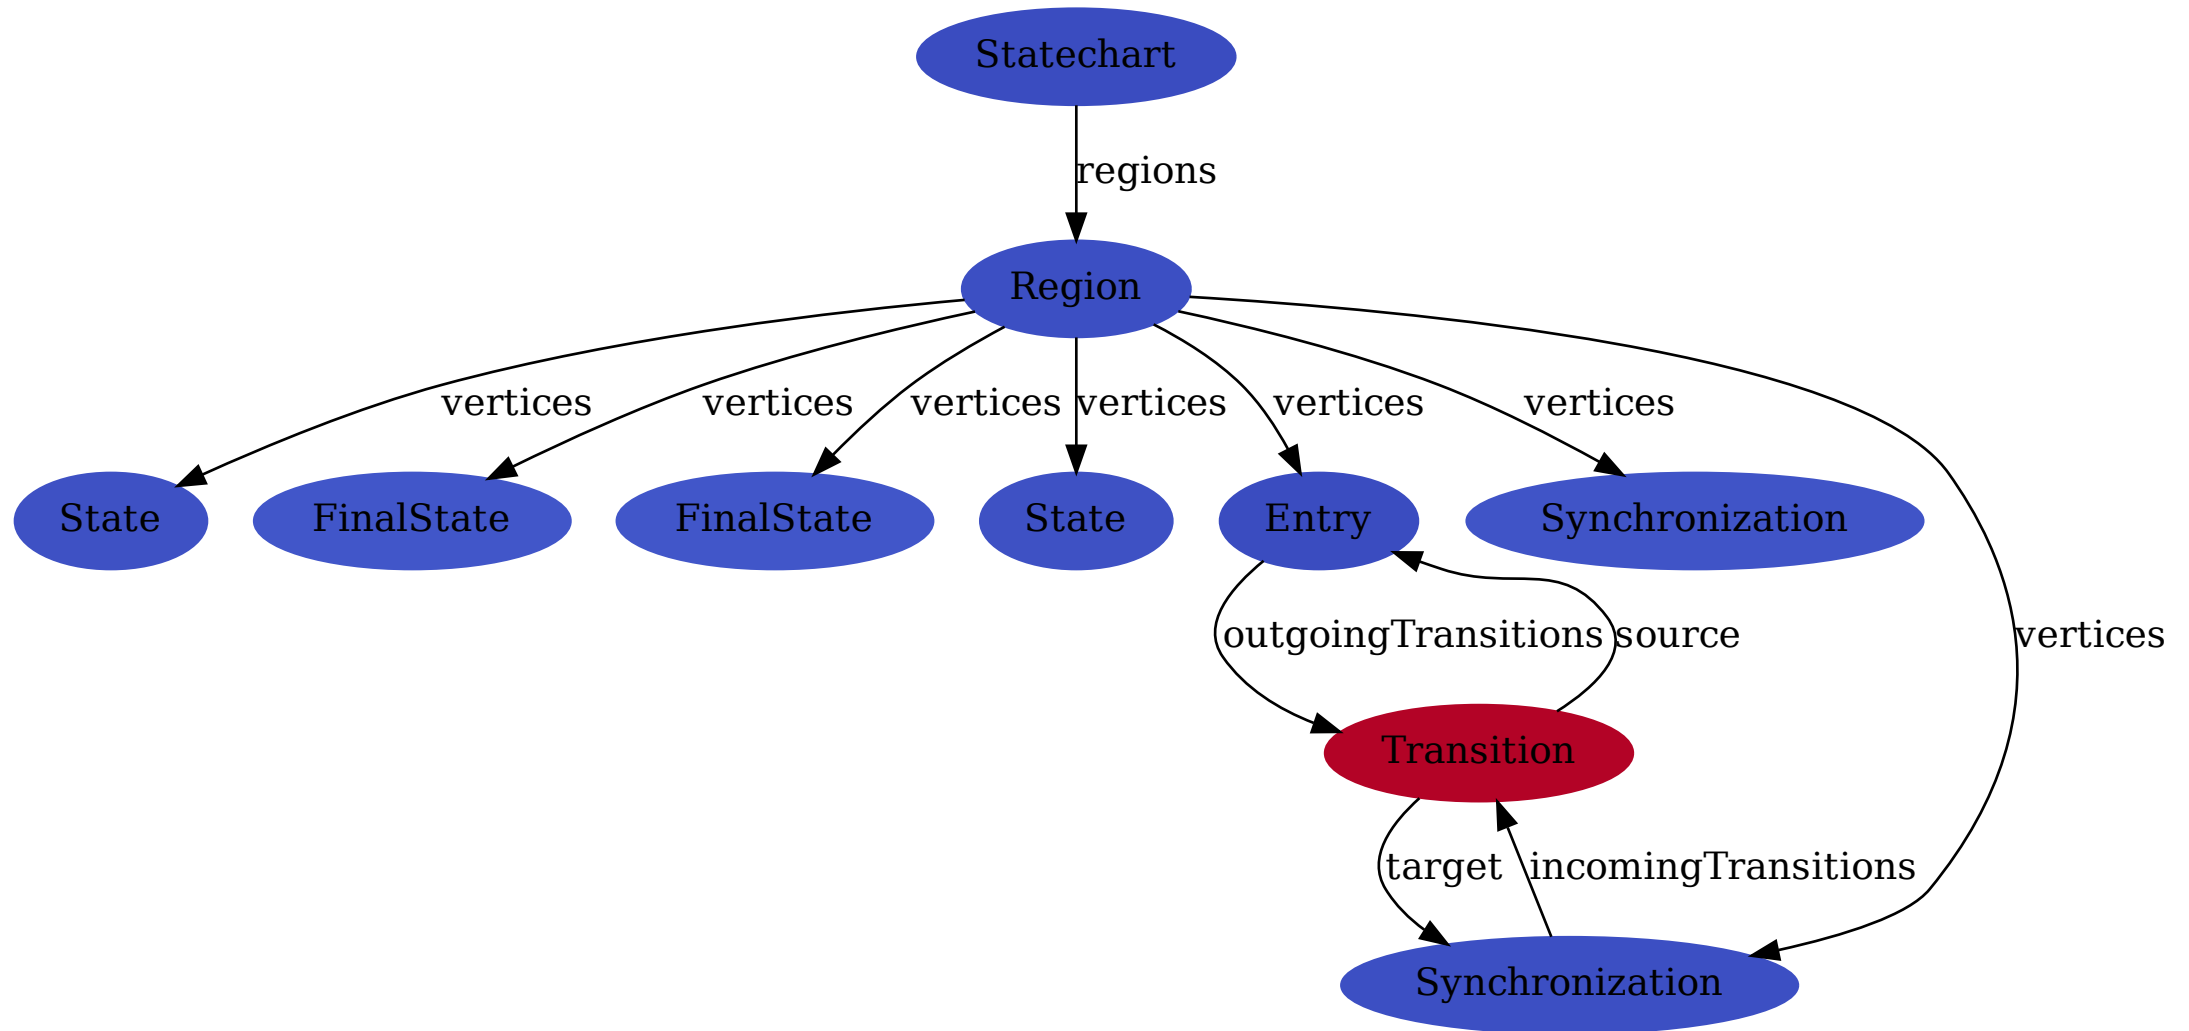 Statechart
regions
Region
vertices
vertices
vertices
vertices
vertices
vertices
State
FinalState
FinalState
State
Entry
Synchronization
outgoingTransitions
source
vertices
Transition
target
incomingTransitions
Synchronization